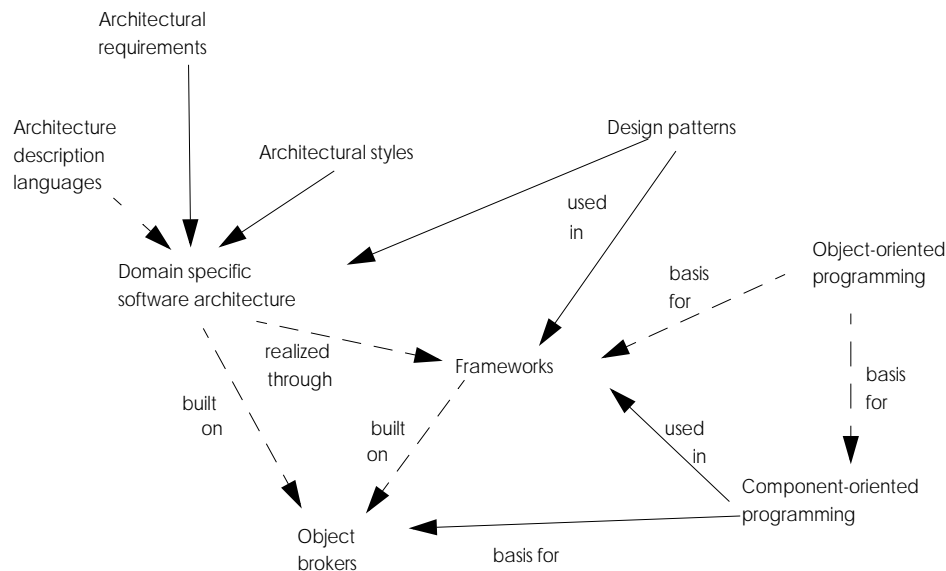 Architectural
requirements
Architecture
description
languages
Architectural styles
Design patterns
used
in
Object-oriented
programming
Domain specific
software architecture
basis
for
realized
through
Frameworks
basis
for
built
on
built
on
used
in
Component-oriented
programming
Object
brokers
basis for